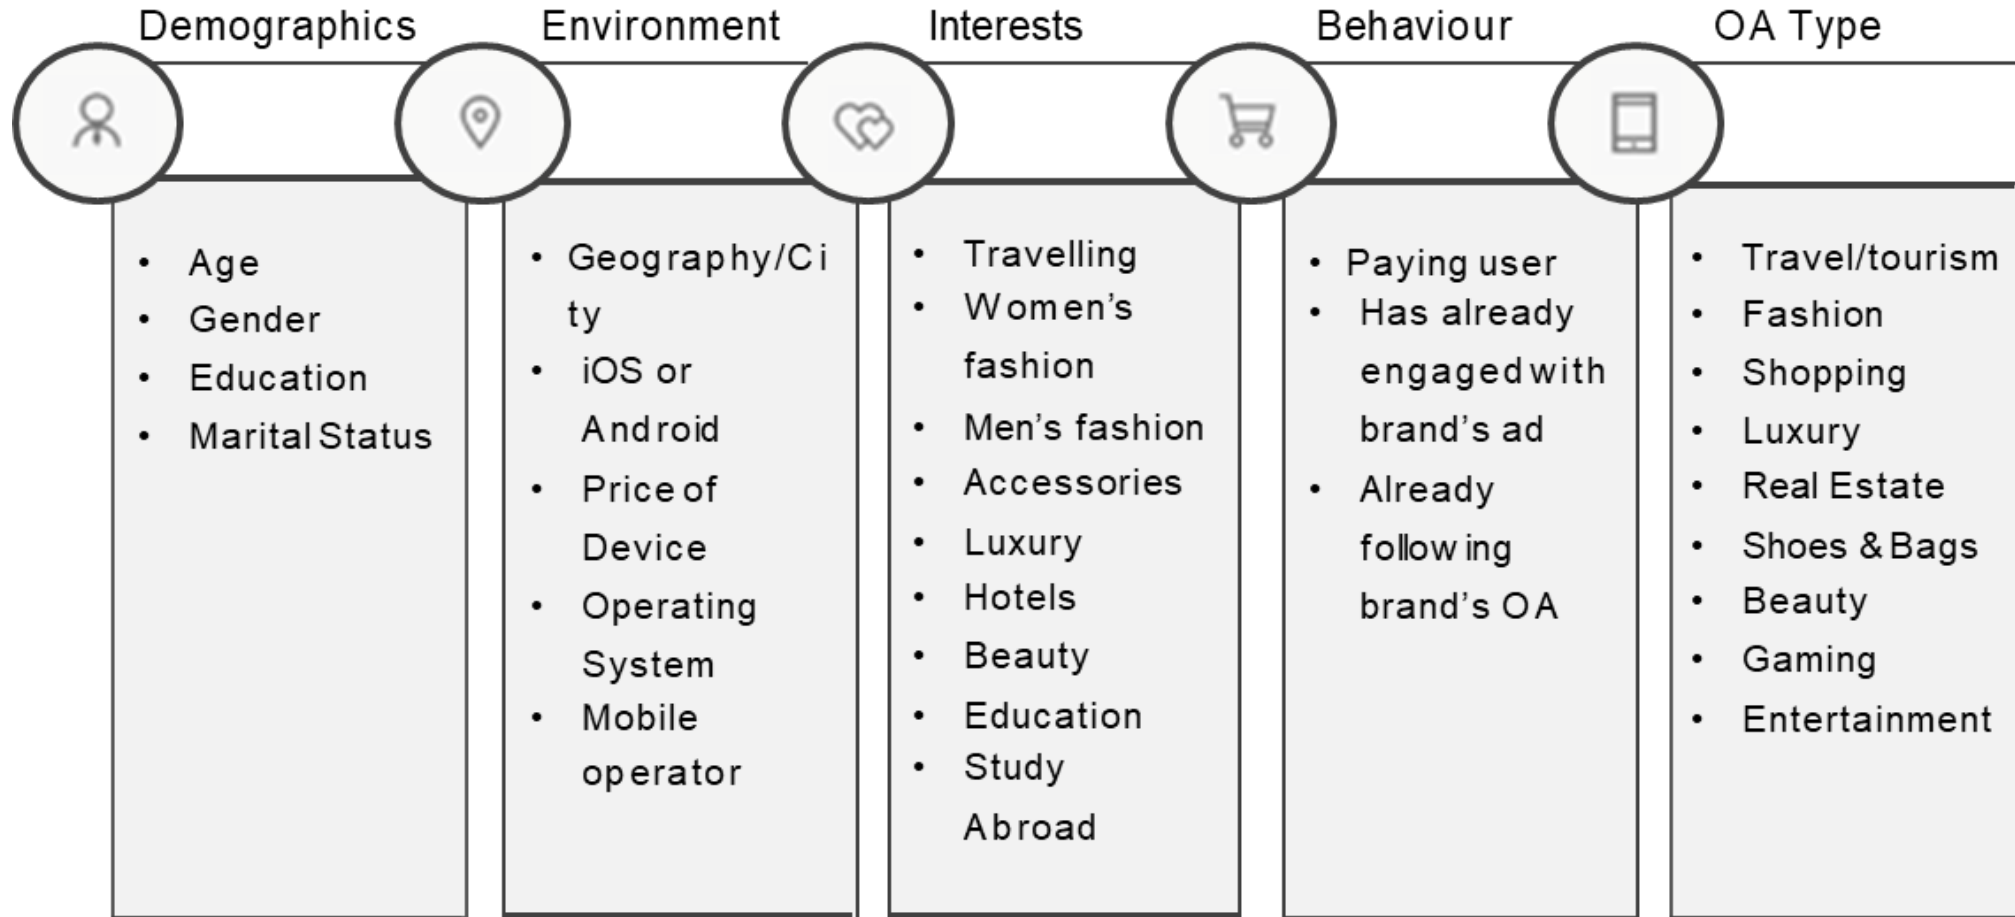 Demographics
Age
Gender
Education
Marital Status
Environment
Geography/Ci
ty
iOS or
Android
Price of
Device
Operating
System
Mobile
operator
Interests
Travelling
Women’s
fashion
Men’s fashion
Accessories
Luxury
Hotels
Beauty
Education
Study
Abroad
Behaviour
Paying user
Has already
engaged with
brand’s ad
Already
following
brand’s OA
OA Type
Travel/tourism
Fashion
Shopping
Luxury
Real Estate
Shoes & Bags
Beauty
Gaming
Entertainment